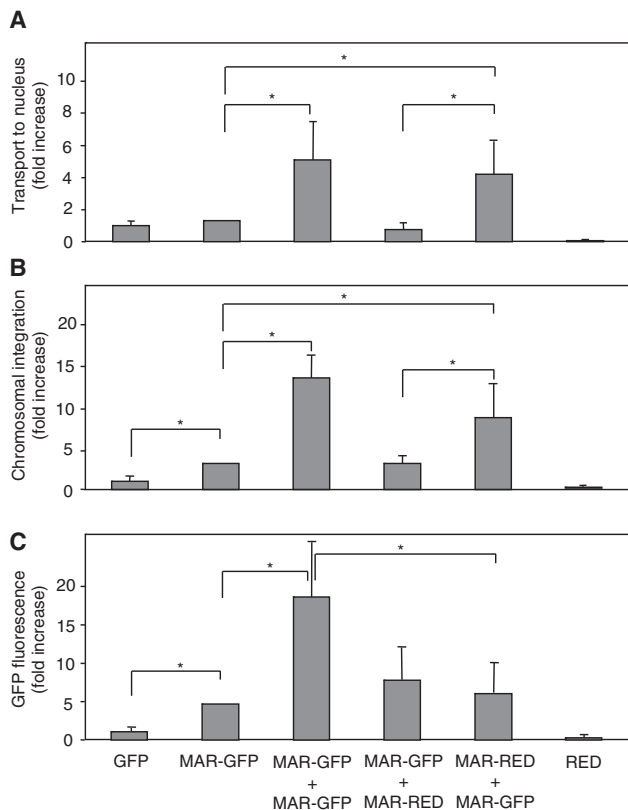 A
Transport to nucleus
(fold increase)
10
8
6
4
2
0
*
*
*
B
Chromosomal integration
(fold increase)
20
15
10
5
0
*
*
*
*
C
GFP fluorescence
(fold increase)
20
15
10
5
0
*
*
*
GFP
MAR-GFP
MAR-GFP
+
MAR-GFP
MAR-GFP
+
MAR-RED
MAR-RED
+
MAR-GFP
RED